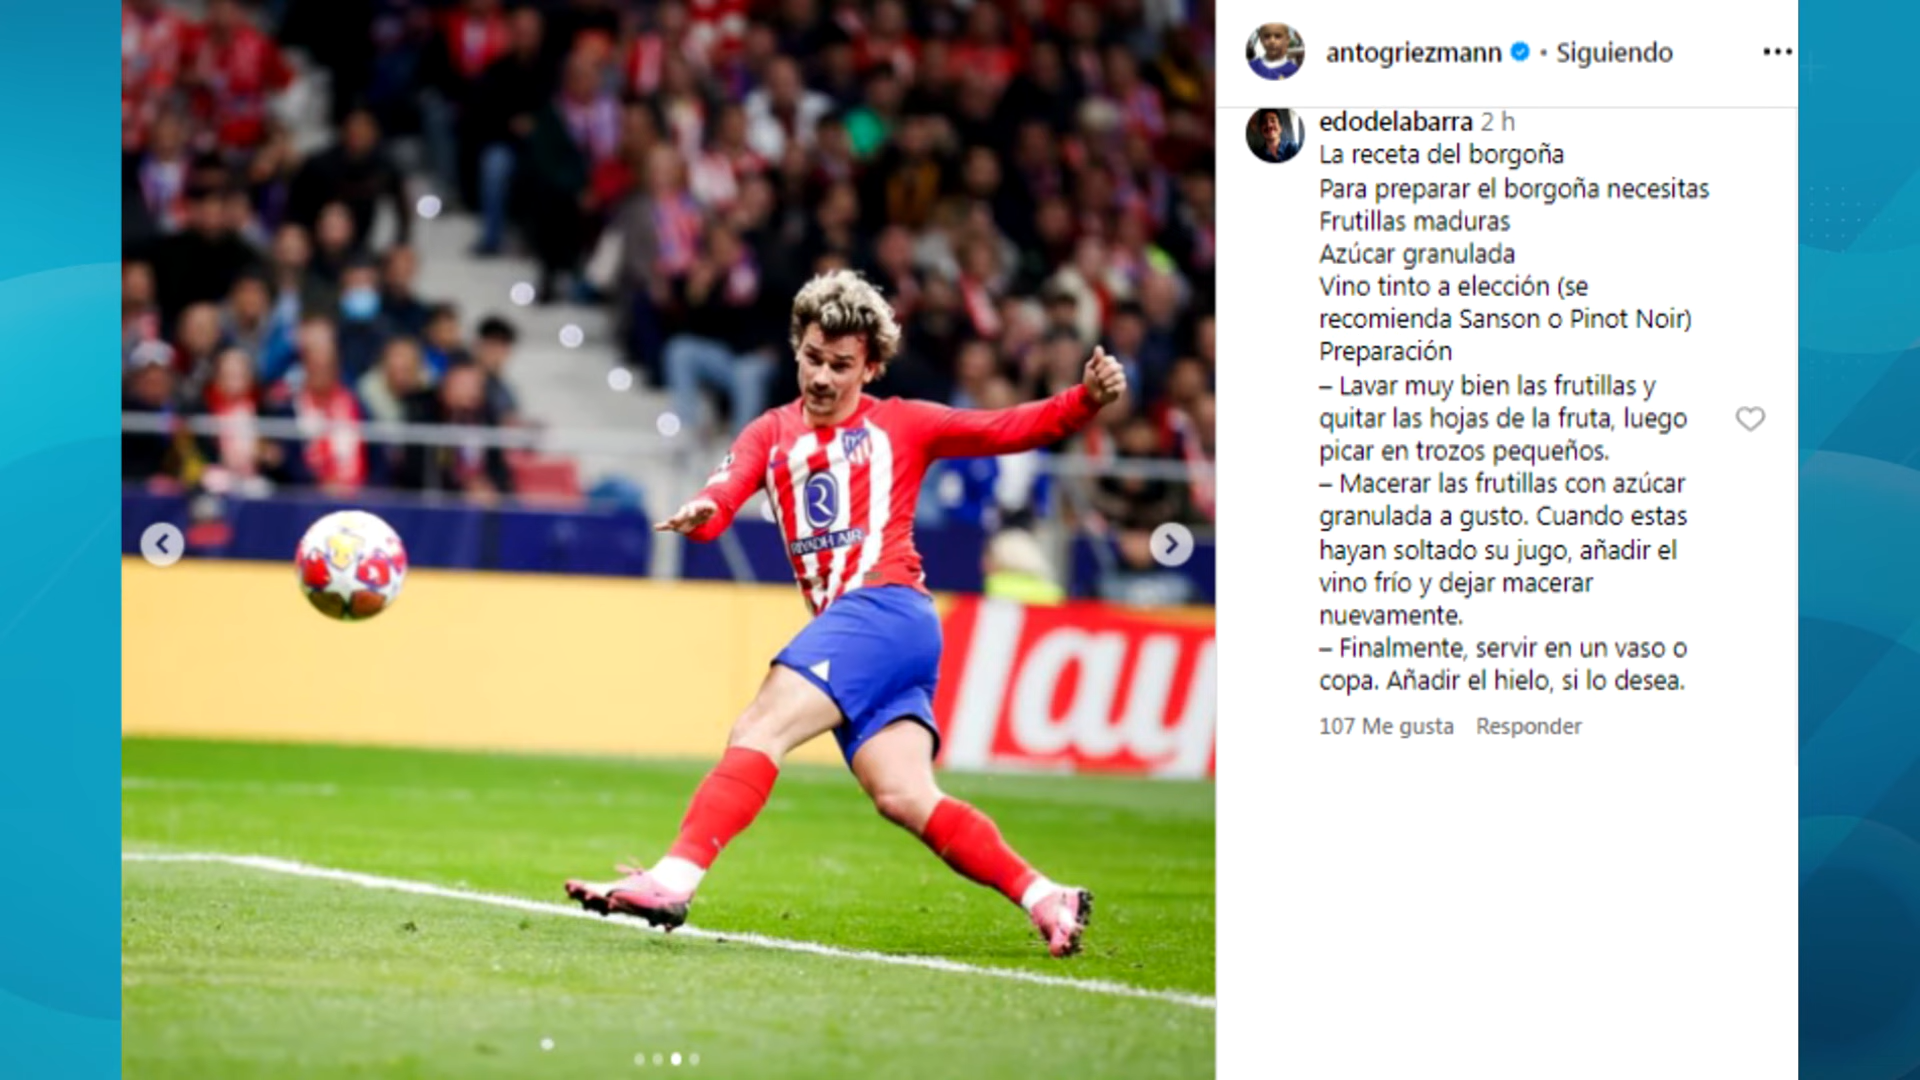 antogriezmann • Siguiendo
edodelabarra 2 h
La receta del borgoña
Para preparar el borgoña necesitas
Frutillas maduras
Azúcar granulada
Vino tinto a elección (se
recomienda Sanson o Pinot Noir)
Preparación
– Lavar muy bien las frutillas y
quitar las hojas de la fruta, luego
picar en trozos pequeños.
– Macerar las frutillas con azúcar
granulada a gusto. Cuando estas
hayan soltado su jugo, añadir el
vino frío y dejar macerar
nuevamente.
– Finalmente, servir en un vaso o
copa. Añadir el hielo, si lo desea.
107 Me gusta Responder
RIYADH AIR
lay